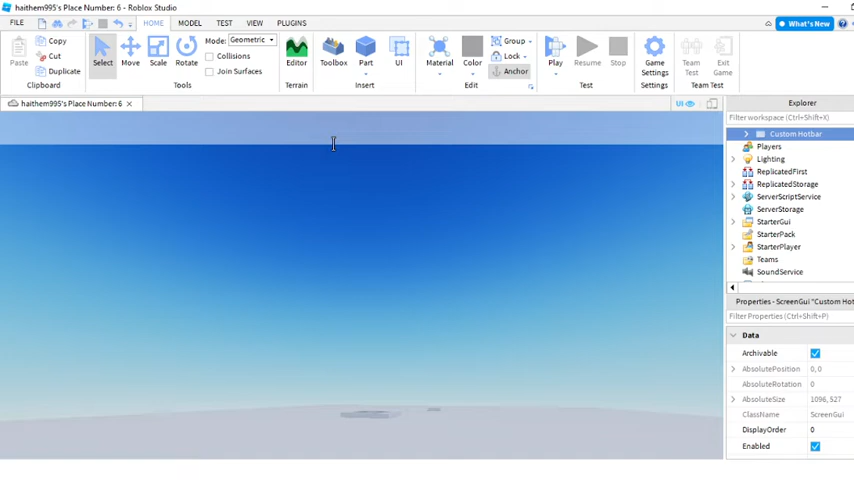 haithem995's Place Number: 6 - Roblox Studio
FILE HOME MODEL TEST VIEW PLUGINS What's New
Paste Copy Cut Duplicate Clipboard
Select Move Scale Rotate Mode: Geometric Collisions Join Surfaces Tools
Editor Terrain
Toolbox Part UI Insert
Material Color Group Lock Anchor Edit
Play Resume Stop Test
Game Settings Settings
Team Test Exit Game Team Test
haithem995's Place Number: 6
UI
Explorer
Filter workspace (Ctrl+Shift+X)
Custom Hotbar
Players
Lighting
ReplicatedFirst
ReplicatedStorage
ServerScriptService
ServerStorage
StarterGui
StarterPack
StarterPlayer
Teams
SoundService
Properties - ScreenGui "Custom Hot
Filter Properties (Ctrl+Shift+P)
Data
Archivable
AbsolutePosition 0, 0
AbsoluteRotation 0
AbsoluteSize 1096, 527
ClassName ScreenGui
DisplayOrder 0
Enabled